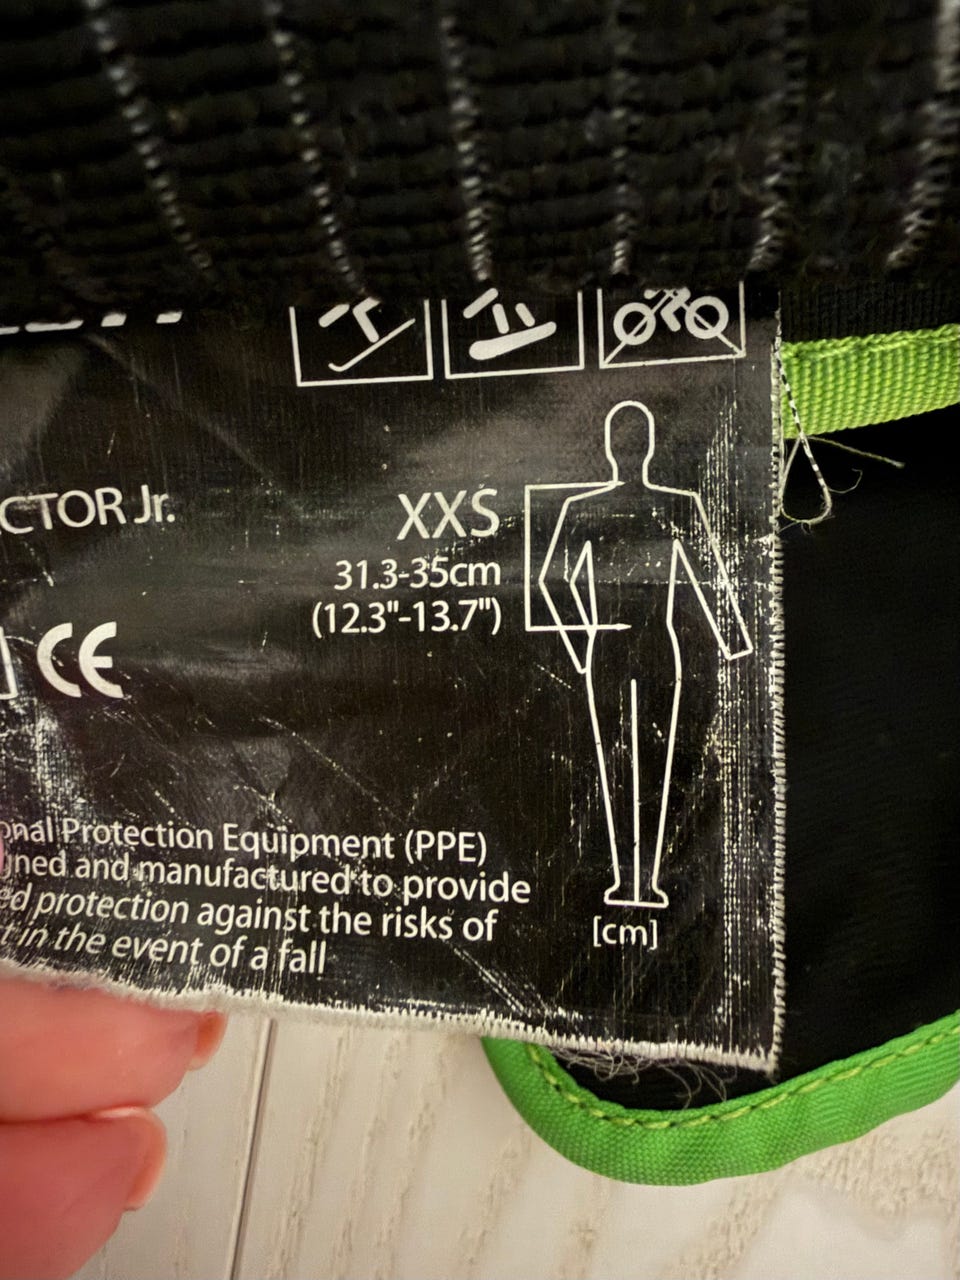 CTOR Jr.
XXS
31.3-35cm
(12.3"-13.7")
CE
onal Protection Equipment (PPE)
gned and manufactured to provide
ed protection against the risks of
t in the event of a fall
[cm]